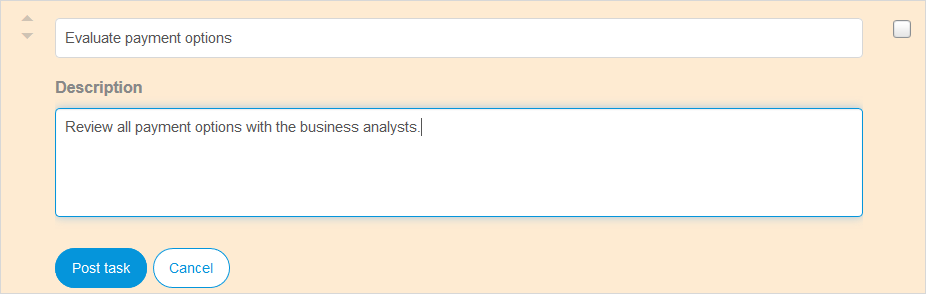 Evaluate payment options
Description
Review all payment options with the business analysts.
Post task
Cancel